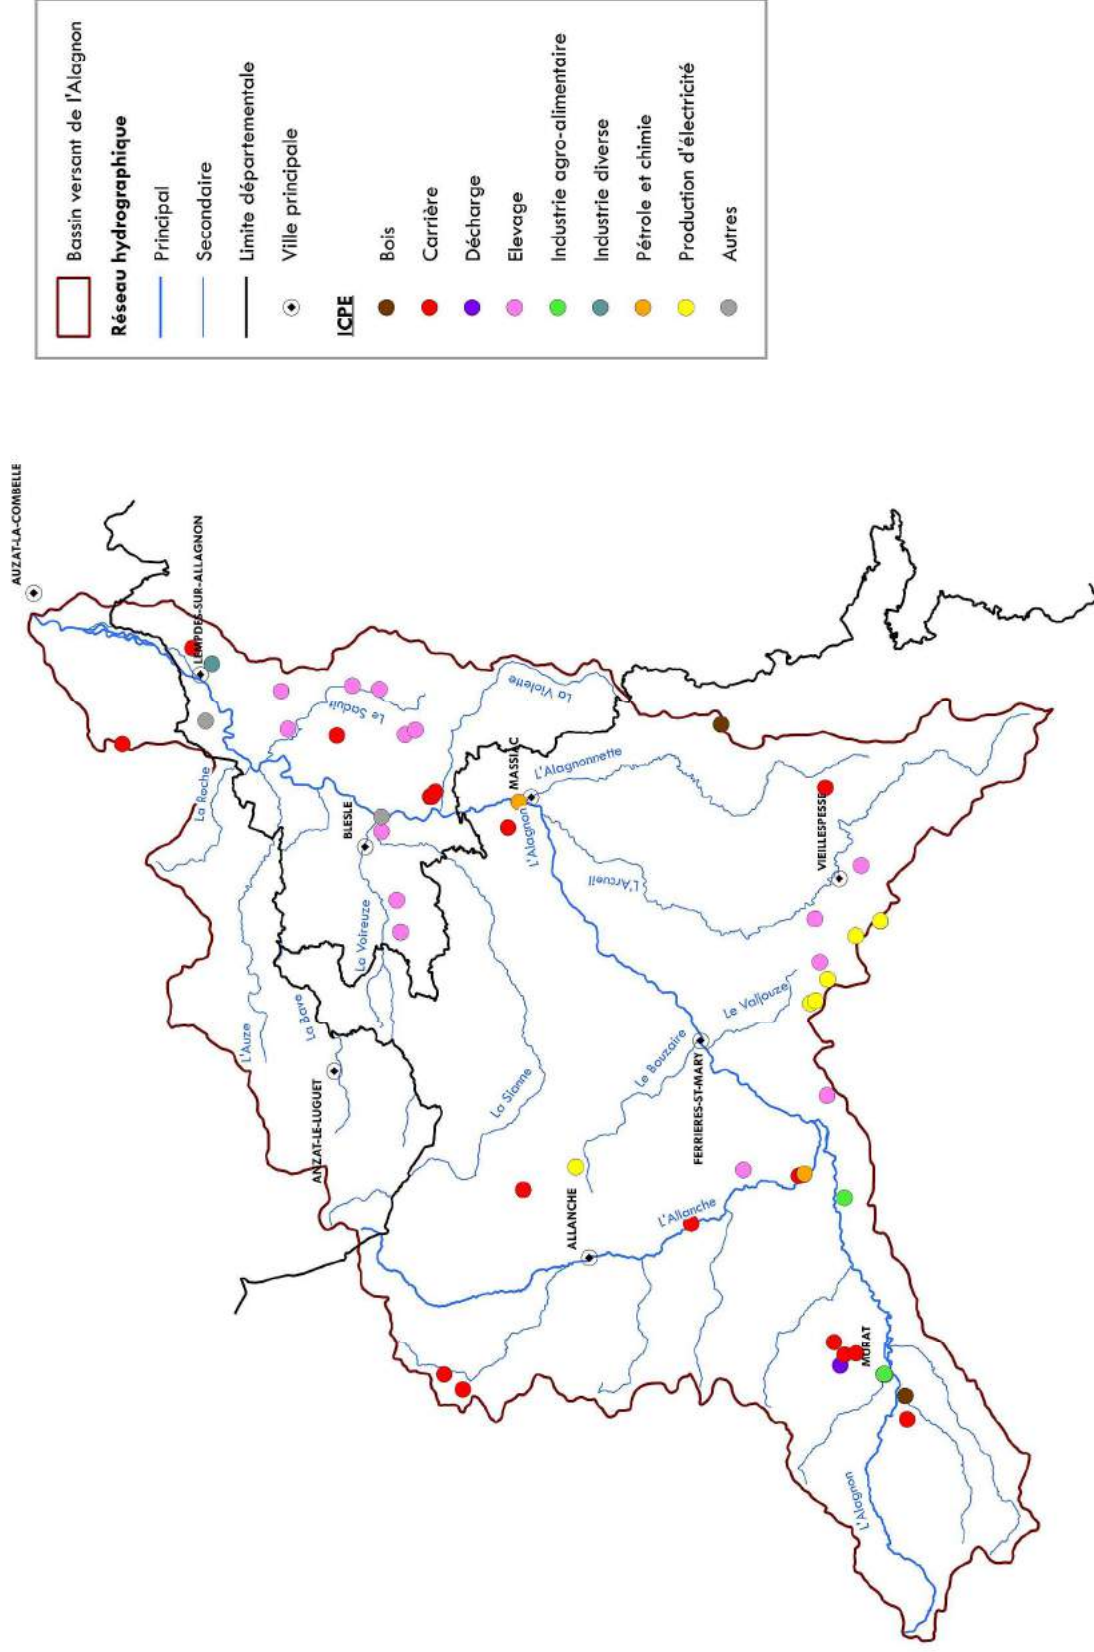 Bassin versant de l'Alagnon
Réseau hydrographique
Principal
Secondaire
Limite départementale
Ville principale
ICPE
Bois
Carrière
Décharge
Elevage
Industrie agro-alimentaire
Industrie diverse
Pétrole et chimie
Production d'électricité
Autres
AUZAT-LA-COMBELLE
LEMPDES-SUR-ALLAGNON
La Roche
Le Saduit
La Violette
BLESLE
MASSIAC
L'Alagnonnette
L'Alagnon
L'Arcueil
VIEILLESPESSE
La Voireuze
L'Auze
La Bave
ANZAT-LE-LUGUET
La Sianne
Le Valjouze
Le Bouzaire
FERRIERES-ST-MARY
ALLANCHE
L'Allanche
MURAT
L'Alagnon